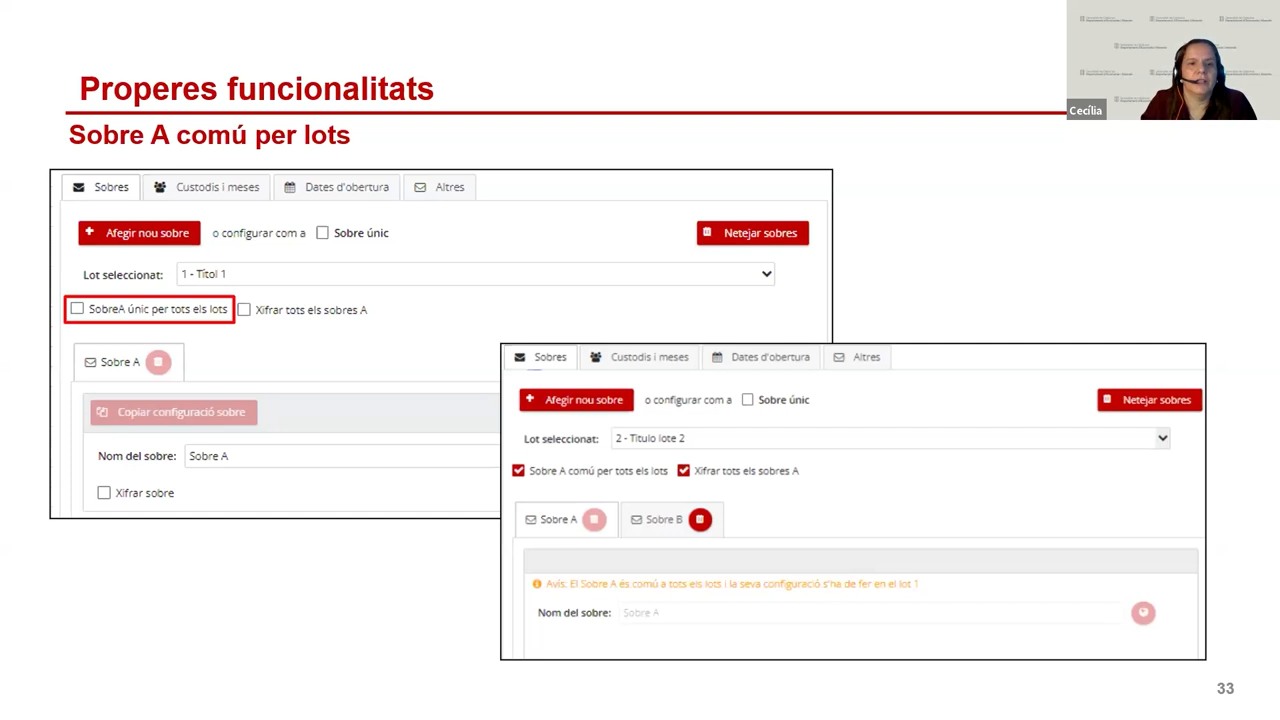 Properes funcionalitats
Sobre A comú per lots
Cecília
Sobres Custodis i meses Dates d'obertura Altres
Afegir nou sobre o configurar com a Sobre únic Netejar sobres
Lot seleccionat: 1 - Títol 1
SobreA únic per tots els lots Xifrar tots els sobres A
Sobre A
Copiar configuració sobre
Nom del sobre: Sobre A
Xifrar sobre
Sobres Custodis i meses Dates d'obertura Altres
Afegir nou sobre o configurar com a Sobre únic Netejar sobres
Lot seleccionat: 2 - Titulo lote 2
Sobre A comú per tots els lots Xifrar tots els sobres A
Sobre A Sobre B
Avís: El Sobre A és comú a tots els lots i la seva configuració s'ha de fer en el lot 1
Nom del sobre: Sobre A
33